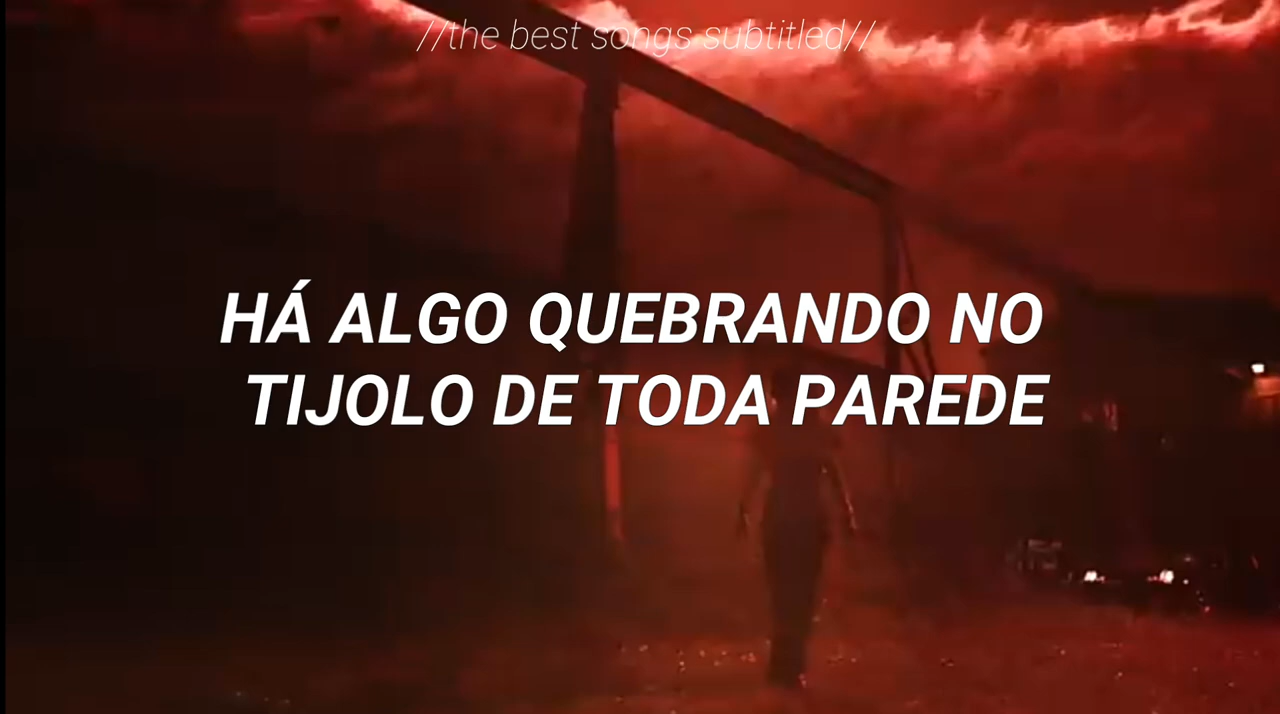 //the best songs subtitled//
HÁ ALGO QUEBRANDO NO
TIJOLO DE TODA PAREDE